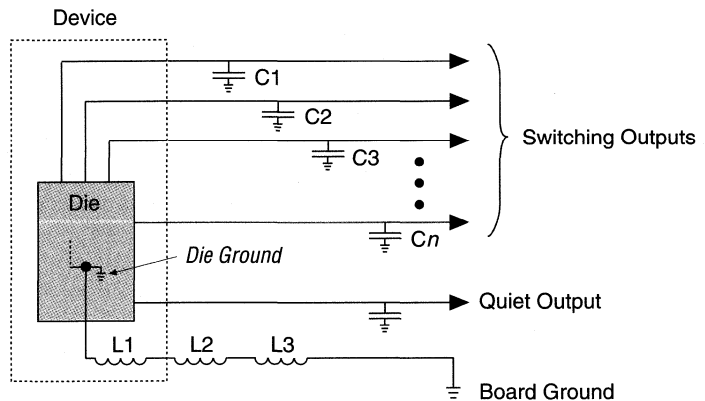 Device
C1
C2
C3
Switching Outputs
Die
Cn
Die Ground
Quiet Output
L1 L2 L3
Board Ground